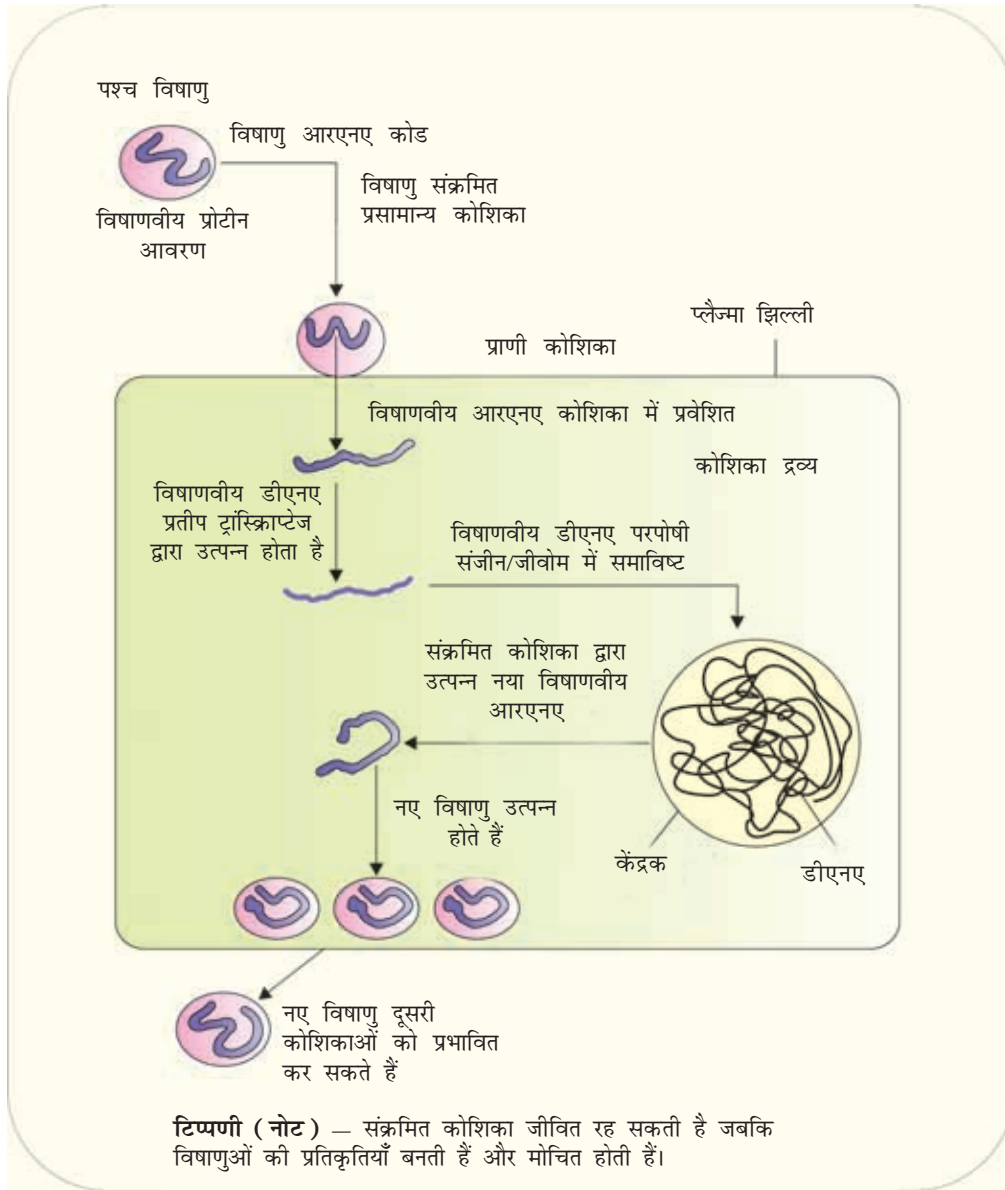 पश्च विषाणु
विषाणु आरएनए कोड
विषाणवीय प्रोटीन
आवरण
विषाणु संक्रमित
प्रसामान्य कोशिका
प्लैज्मा झिल्ली
प्राणी कोशिका
विषाणवीय आरएनए कोशिका में प्रवेशित
कोशिका द्रव्य
विषाणवीय डीएनए
प्रतीप ट्रांस्क्राप्टेज
द्वारा उत्पन्न होता है
विषाणवीय डीएनए परपोषी
संजीन/जीवोम में समाविष्ट
संक्रमित कोशिका द्वारा
उत्पन्न नया विषाणवीय
आरएनए
नए विषाणु उत्पन्न
होते हैं
केंद्रक
डीएनए
नए विषाणु दूसरी
कोशिकाओं को प्रभावित
कर सकते हैं
टिप्पणी ( नोट ) — संक्रमित कोशिका जीवित रह सकती है जबकि
विषाणुओं की प्रतिकृतियाँ बनती हैं और मोचित होती हैं।